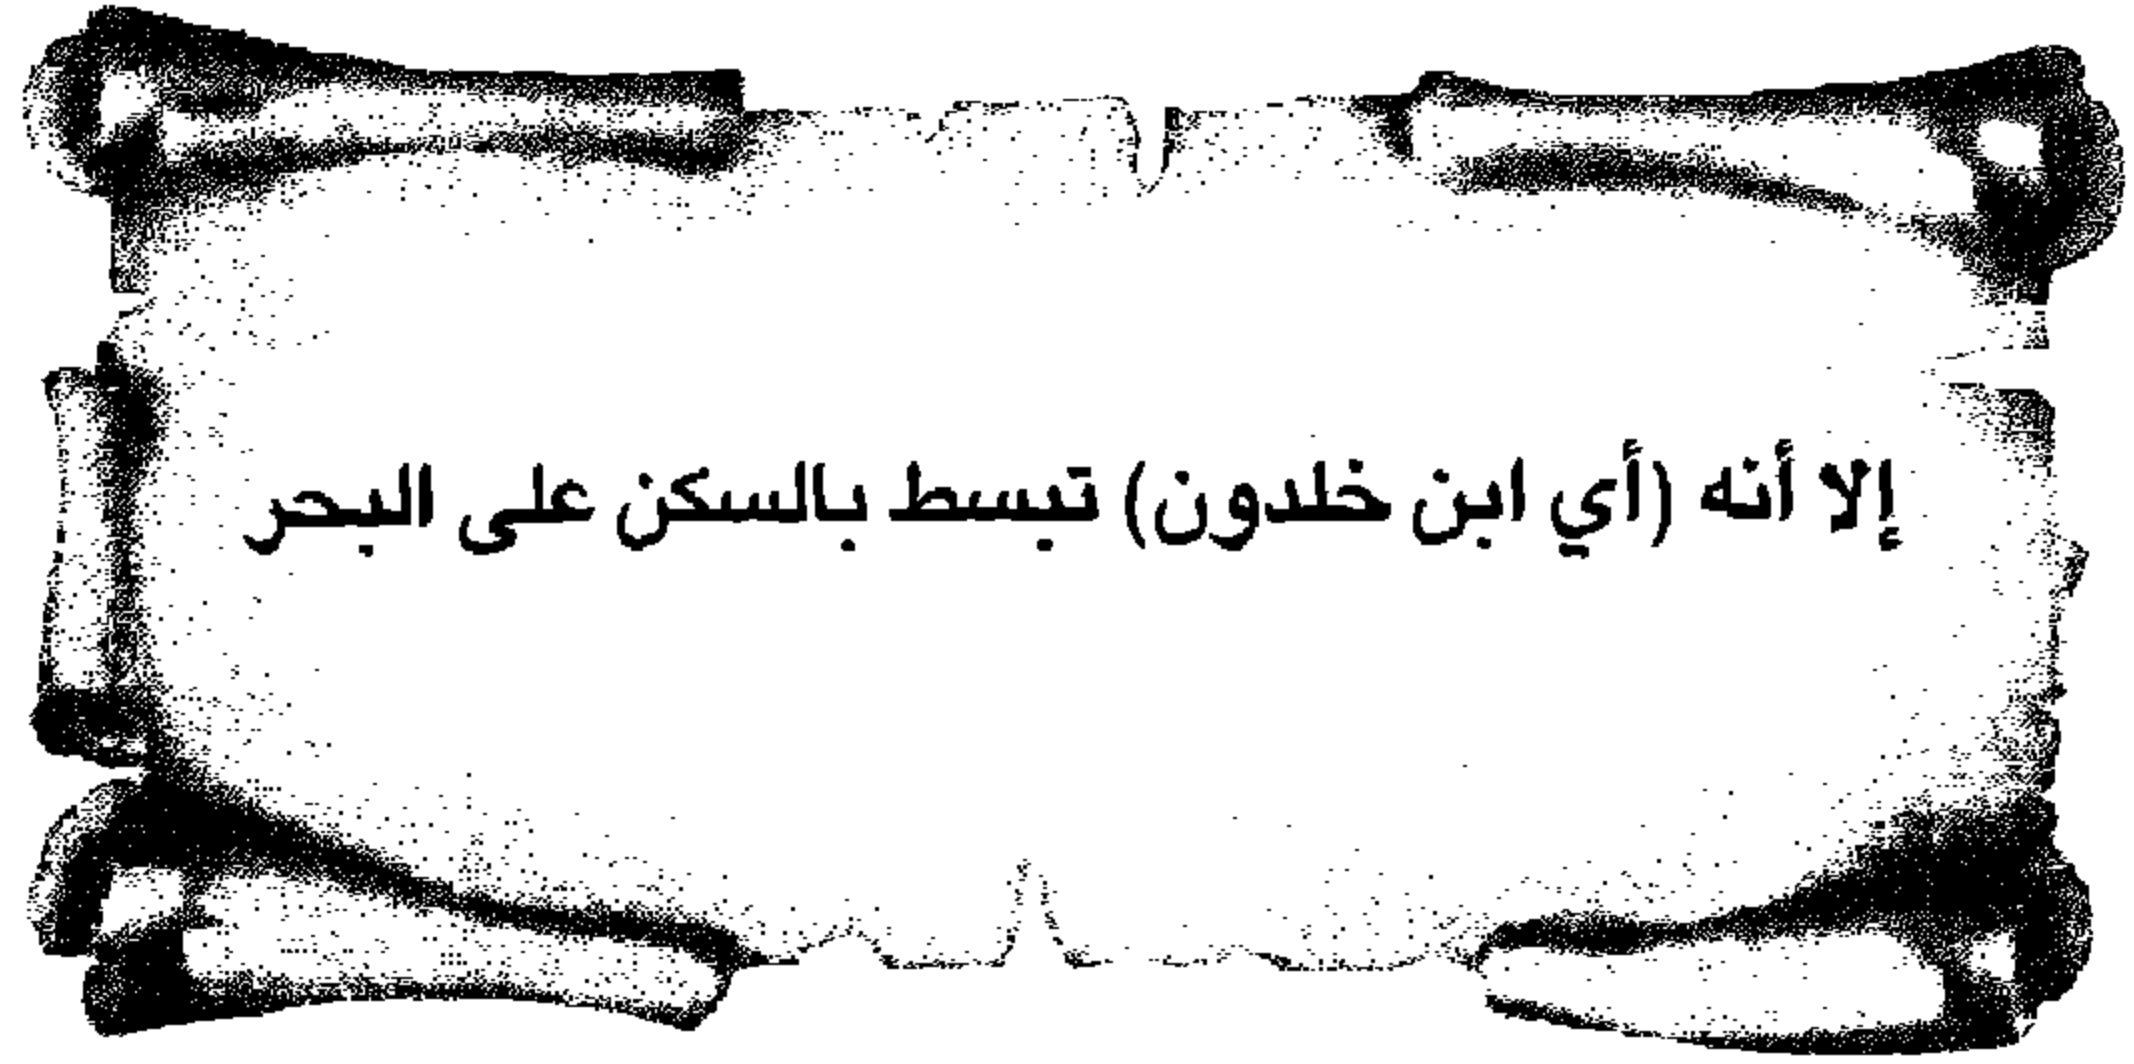 إلا أنه (أي ابن خلدون) تبسط بالسكن على البحر